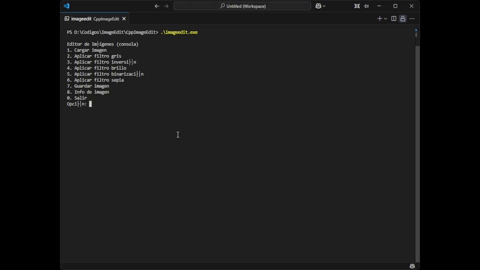 Untitled (Workspace)
imageedit CppImageEdit
PS D:\Codigos\ImageEdit\CppImageEdit> .\imageedit.exe
Editor de Im├ígenes (consola)
1. Cargar imagen
2. Aplicar filtro gris
3. Aplicar filtro inversi├│n
4. Aplicar filtro brillo
5. Aplicar filtro binarizaci├│n
6. Aplicar filtro sepia
7. Guardar imagen
8. Info de imagen
0. Salir
Opci├│n: